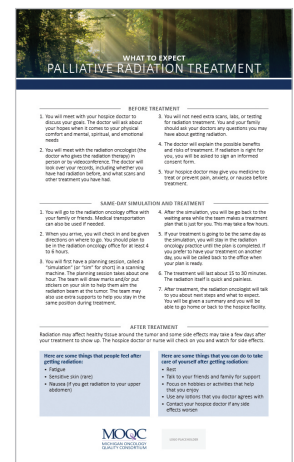 WHAT TO EXPECT
PALLIATIVE RADIATION TREATMENT
BEFORE TREATMENT
1. You will meet with your hospice doctor to
discuss your goals. The doctor will ask about
your hopes when it comes to your physical
comfort and mental, spiritual, and emotional
needs.
2. You will meet with the radiation oncologist (the
doctor who gives the radiation therapy) in
person or by videoconference. The doctor will
look over your records, including whether you
have had radiation before, and what scans and
other treatment you have had.
3. You will not need extra scans, labs, or testing
for radiation treatment. You and your family
should ask your doctors any questions you may
have about getting radiation.
4. The doctor will explain the possible benefits
and risks of treatment. If radiation is right for
you, you will be asked to sign an informed
consent form.
5. Your hospice doctor may give you medicine to
treat or prevent pain, anxiety, or nausea before
treatment.
SAME-DAY SIMULATION AND TREATMENT
1. You will go to the radiation oncology office with
your family or friends. Medical transportation
can also be used if needed.
2. When you arrive, you will check in and be given
directions on where to go. You should plan to
be in the radiation oncology office for at least 4
to 6 hours.
3. You will first have a planning session, called a
"simulation" (or "sim" for short) in a scanning
machine. The planning session takes about one
hour. The team will draw marks and/or put
stickers on your skin to help them aim the
radiation beam at the tumor. The team may
also use extra supports to help you stay in the
same position during treatment.
4. After the simulation, you will be go back to the
waiting area while the team makes a treatment
plan that is just for you. This may take a few hours.
5. If your treatment is going to be the same day as
the simulation, you will stay in the radiation
oncology practice until the plan is completed. If
you prefer to have your treatment on another
day, you will be called back to the office when
your plan is ready.
6. The treatment will last about 15 to 30 minutes.
The radiation itself is quick and painless.
7. After treatment, the radiation oncologist will talk
to you about next steps and what to expect.
You will be given a summary and you will be
able to go home or back to the hospice facility.
AFTER TREATMENT
Radiation may affect healthy tissue around the tumor and some side effects may take a few days after
your treatment to show up. Your hospice doctor or nurse will check on you and watch for side effects.
Here are some things that people feel after
getting radiation:
• Fatigue
• Sensitive skin (rare)
• Nausea (if you get radiation to your upper
abdomen)
Here are some things that you can do to take
care of yourself after getting radiation:
• Rest
• Talk to your friends and family for support
• Focus on hobbies or activities that help
that you enjoy
• Use any lotions that you doctor agrees with
• Contact your hospice doctor if any side
effects worsen
MOQC
MICHIGAN ONCOLOGY
QUALITY CONSORTIUM